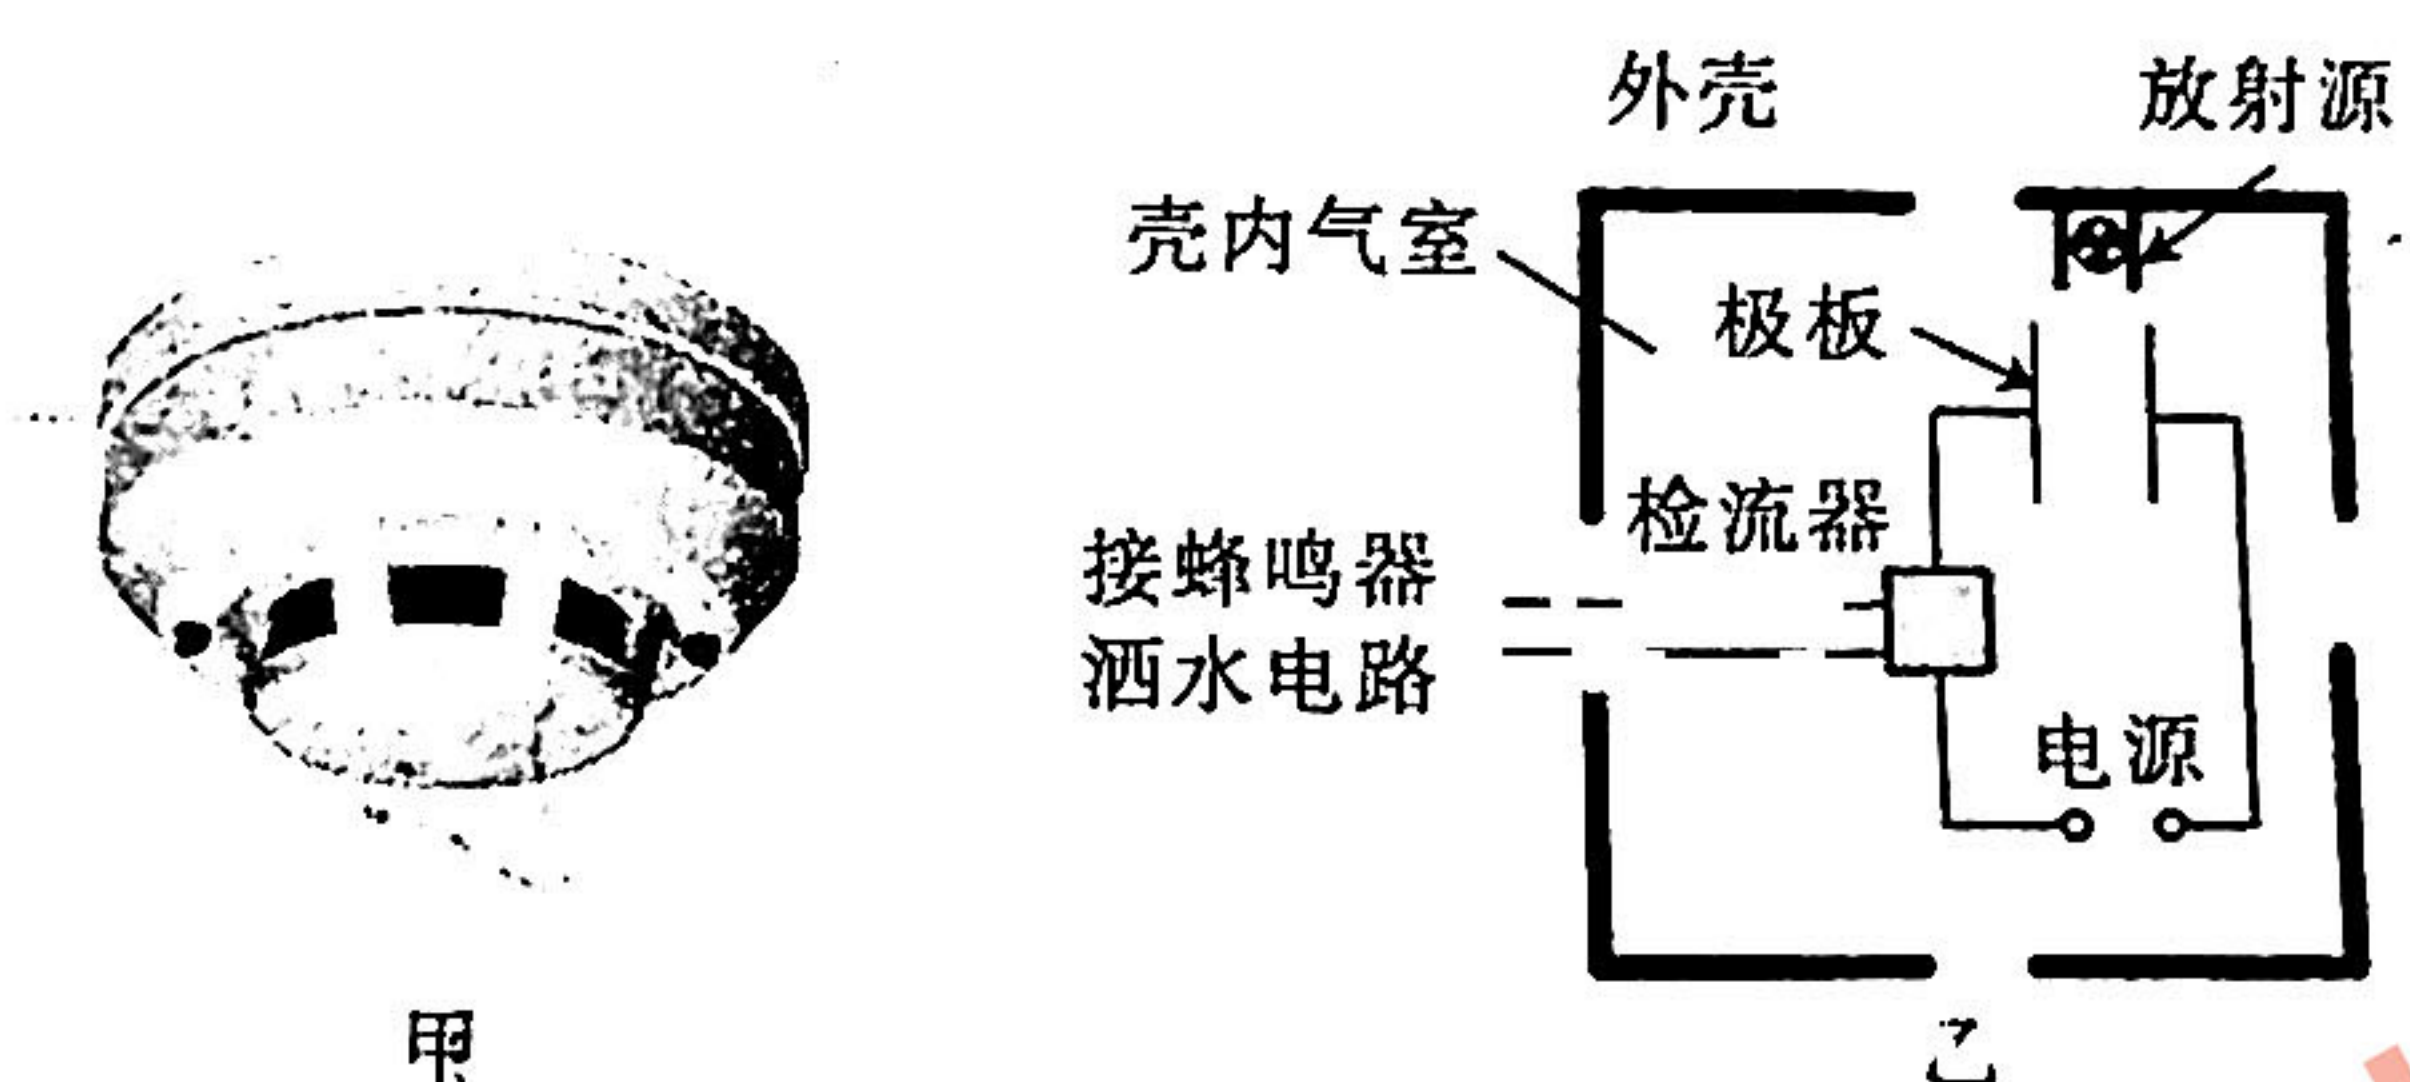 外壳
放射源
壳内气室
极板
检流器
接蜂鸣器
洒水电路
电源
甲
乙